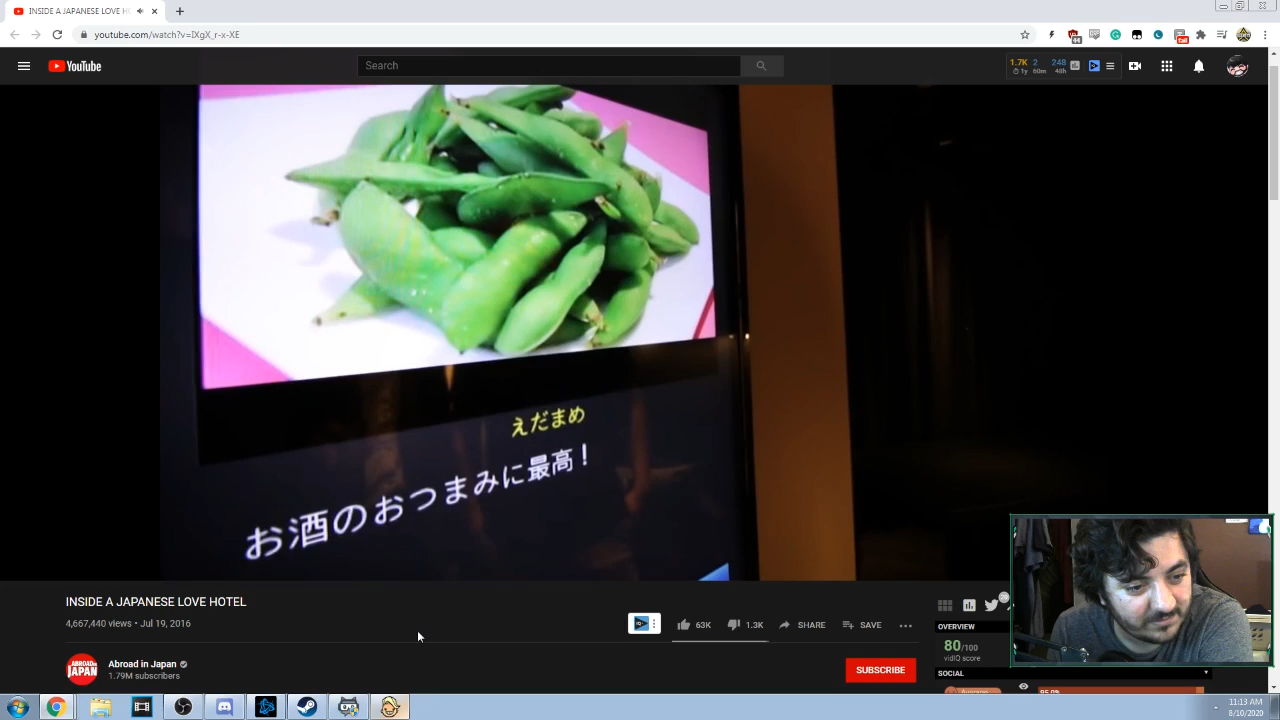 INSIDE A JAPANESE LOVE H
youtube.com/watch?v=lXgX_r-x-XE
YouTube
Search
1.7K 2 248
1y 60m 48h
えだまめ
お酒のおつまみに最高！
INSIDE A JAPANESE LOVE HOTEL
4,667,440 views • Jul 19, 2016
63K 1.3K SHARE SAVE
OVERVIEW
80/100
vidIQ score
SOCIAL
ABROAD in JAPAN
Abroad in Japan
1.79M subscribers
SUBSCRIBE
11:13 AM
8/10/2020